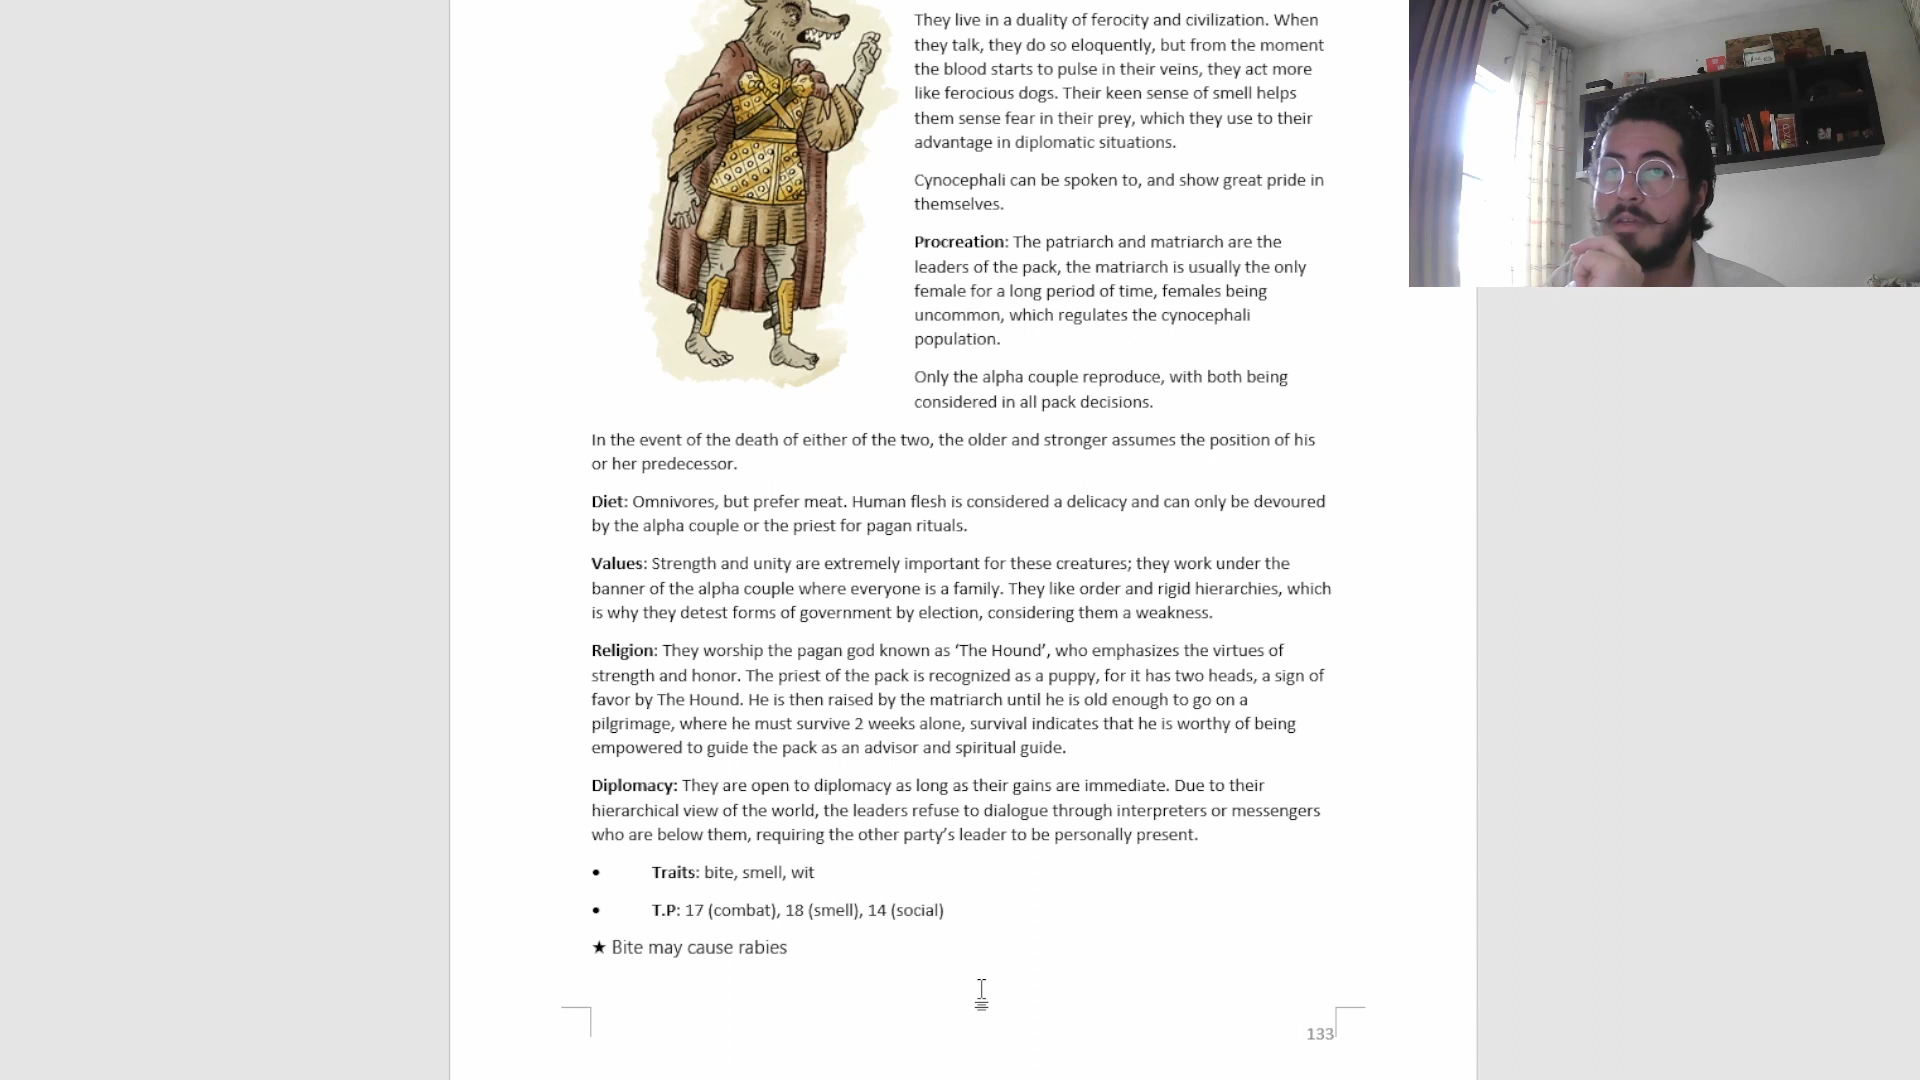 They live in a duality of ferocity and civilization. When
they talk, they do so eloquently, but from the moment
the blood starts to pulse in their veins, they act more
like ferocious dogs. Their keen sense of smell helps
them sense fear in their prey, which they use to their
advantage in diplomatic situations.
Cynocephali can be spoken to, and show great pride in
themselves.
Procreation: The patriarch and matriarch are the
leaders of the pack, the matriarch is usually the only
female for a long period of time, females being
uncommon, which regulates the cynocephali
population.
Only the alpha couple reproduce, with both being
considered in all pack decisions.
In the event of the death of either of the two, the older and stronger assumes the position of his
or her predecessor.
Diet: Omnivores, but prefer meat. Human flesh is considered a delicacy and can only be devoured
by the alpha couple or the priest for pagan rituals.
Values: Strength and unity are extremely important for these creatures; they work under the
banner of the alpha couple where everyone is a family. They like order and rigid hierarchies, which
is why they detest forms of government by election, considering them a weakness.
Religion: They worship the pagan god known as ‘The Hound’, who emphasizes the virtues of
strength and honor. The priest of the pack is recognized as a puppy, for it has two heads, a sign of
favor by The Hound. He is then raised by the matriarch until he is old enough to go on a
pilgrimage, where he must survive 2 weeks alone, survival indicates that he is worthy of being
empowered to guide the pack as an advisor and spiritual guide.
Diplomacy: They are open to diplomacy as long as their gains are immediate. Due to their
hierarchical view of the world, the leaders refuse to dialogue through interpreters or messengers
who are below them, requiring the other party’s leader to be personally present.
• Traits: bite, smell, wit
• T.P: 17 (combat), 18 (smell), 14 (social)
★ Bite may cause rabies
133